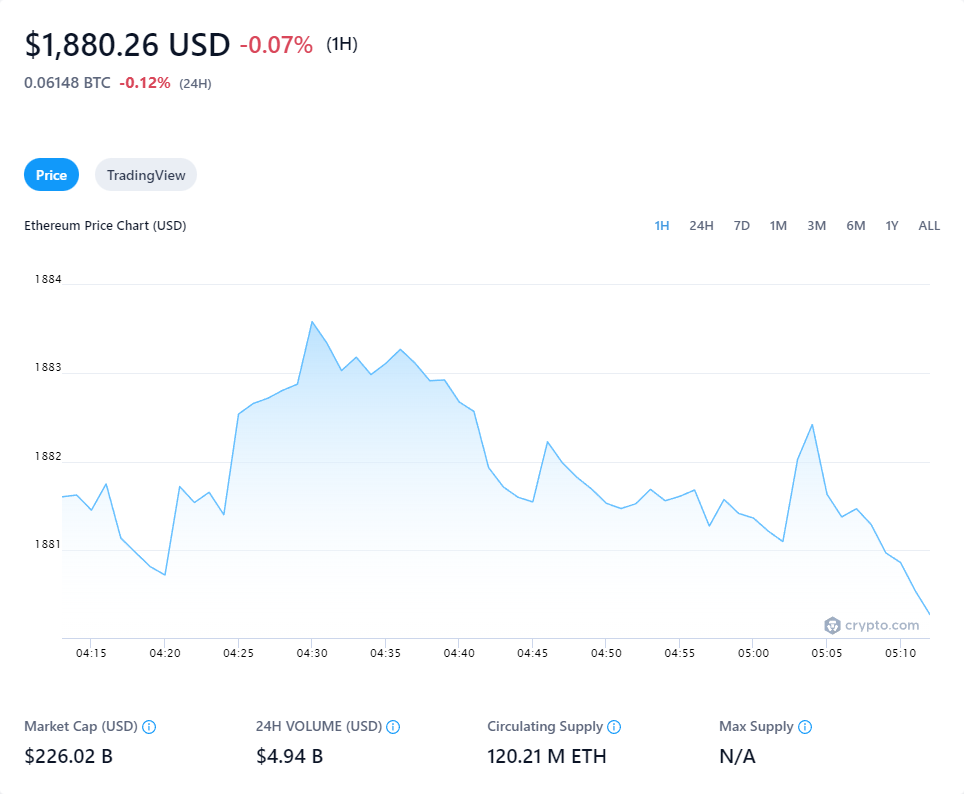 $1,880.26 USD -0.07% (1H)
0.06148 BTC -0.12% (24H)
Price TradingView
Ethereum Price Chart (USD) 1H 24H 7D 1M 3M 6M 1Y ALL
1884
1883
1882
1881
crypto.com
04:15 04:20 04:25 04:30 04:35 04:40 04:45 04:50 04:55 05:00 05:05 05:10
Market Cap (USD) 24H VOLUME (USD) Circulating Supply Max Supply
$226.02 B $4.94 B 120.21 M ETH N/A